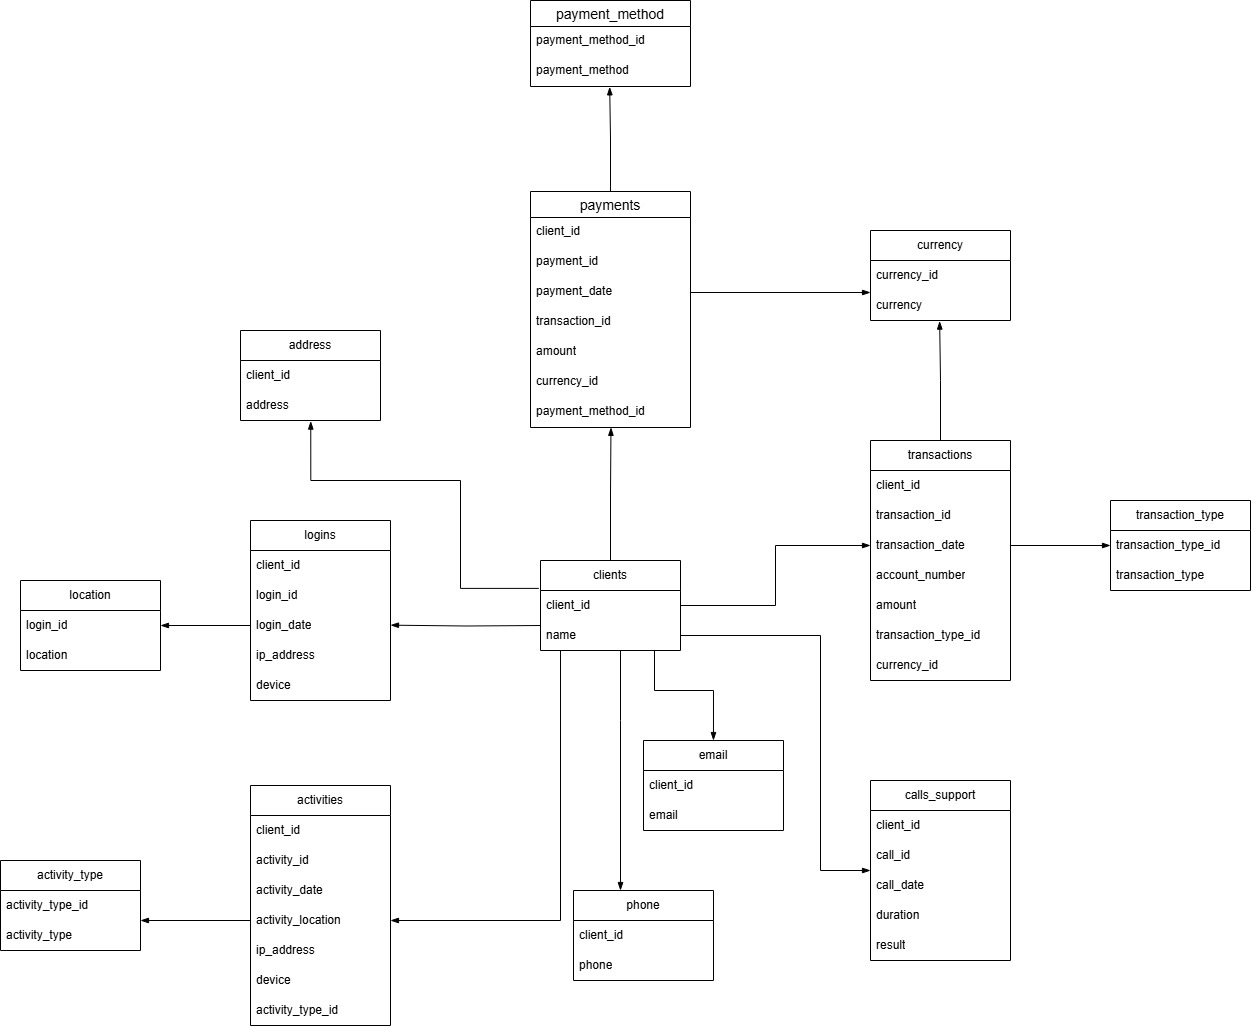 payment_method
payment_method_id
payment_method
payments
client_id
payment_id
payment_date
transaction_id
amount
currency_id
payment_method_id
currency
currency_id
currency
address
client_id
address
transactions
client_id
transaction_id
transaction_date
account_number
amount
transaction_type_id
currency_id
transaction_type
transaction_type_id
transaction_type
logins
client_id
login_id
login_date
ip_address
device
clients
client_id
name
location
login_id
location
email
client_id
email
calls_support
client_id
call_id
call_date
duration
result
activities
client_id
activity_id
activity_date
activity_location
ip_address
device
activity_type_id
activity_type
activity_type_id
activity_type
phone
client_id
phone